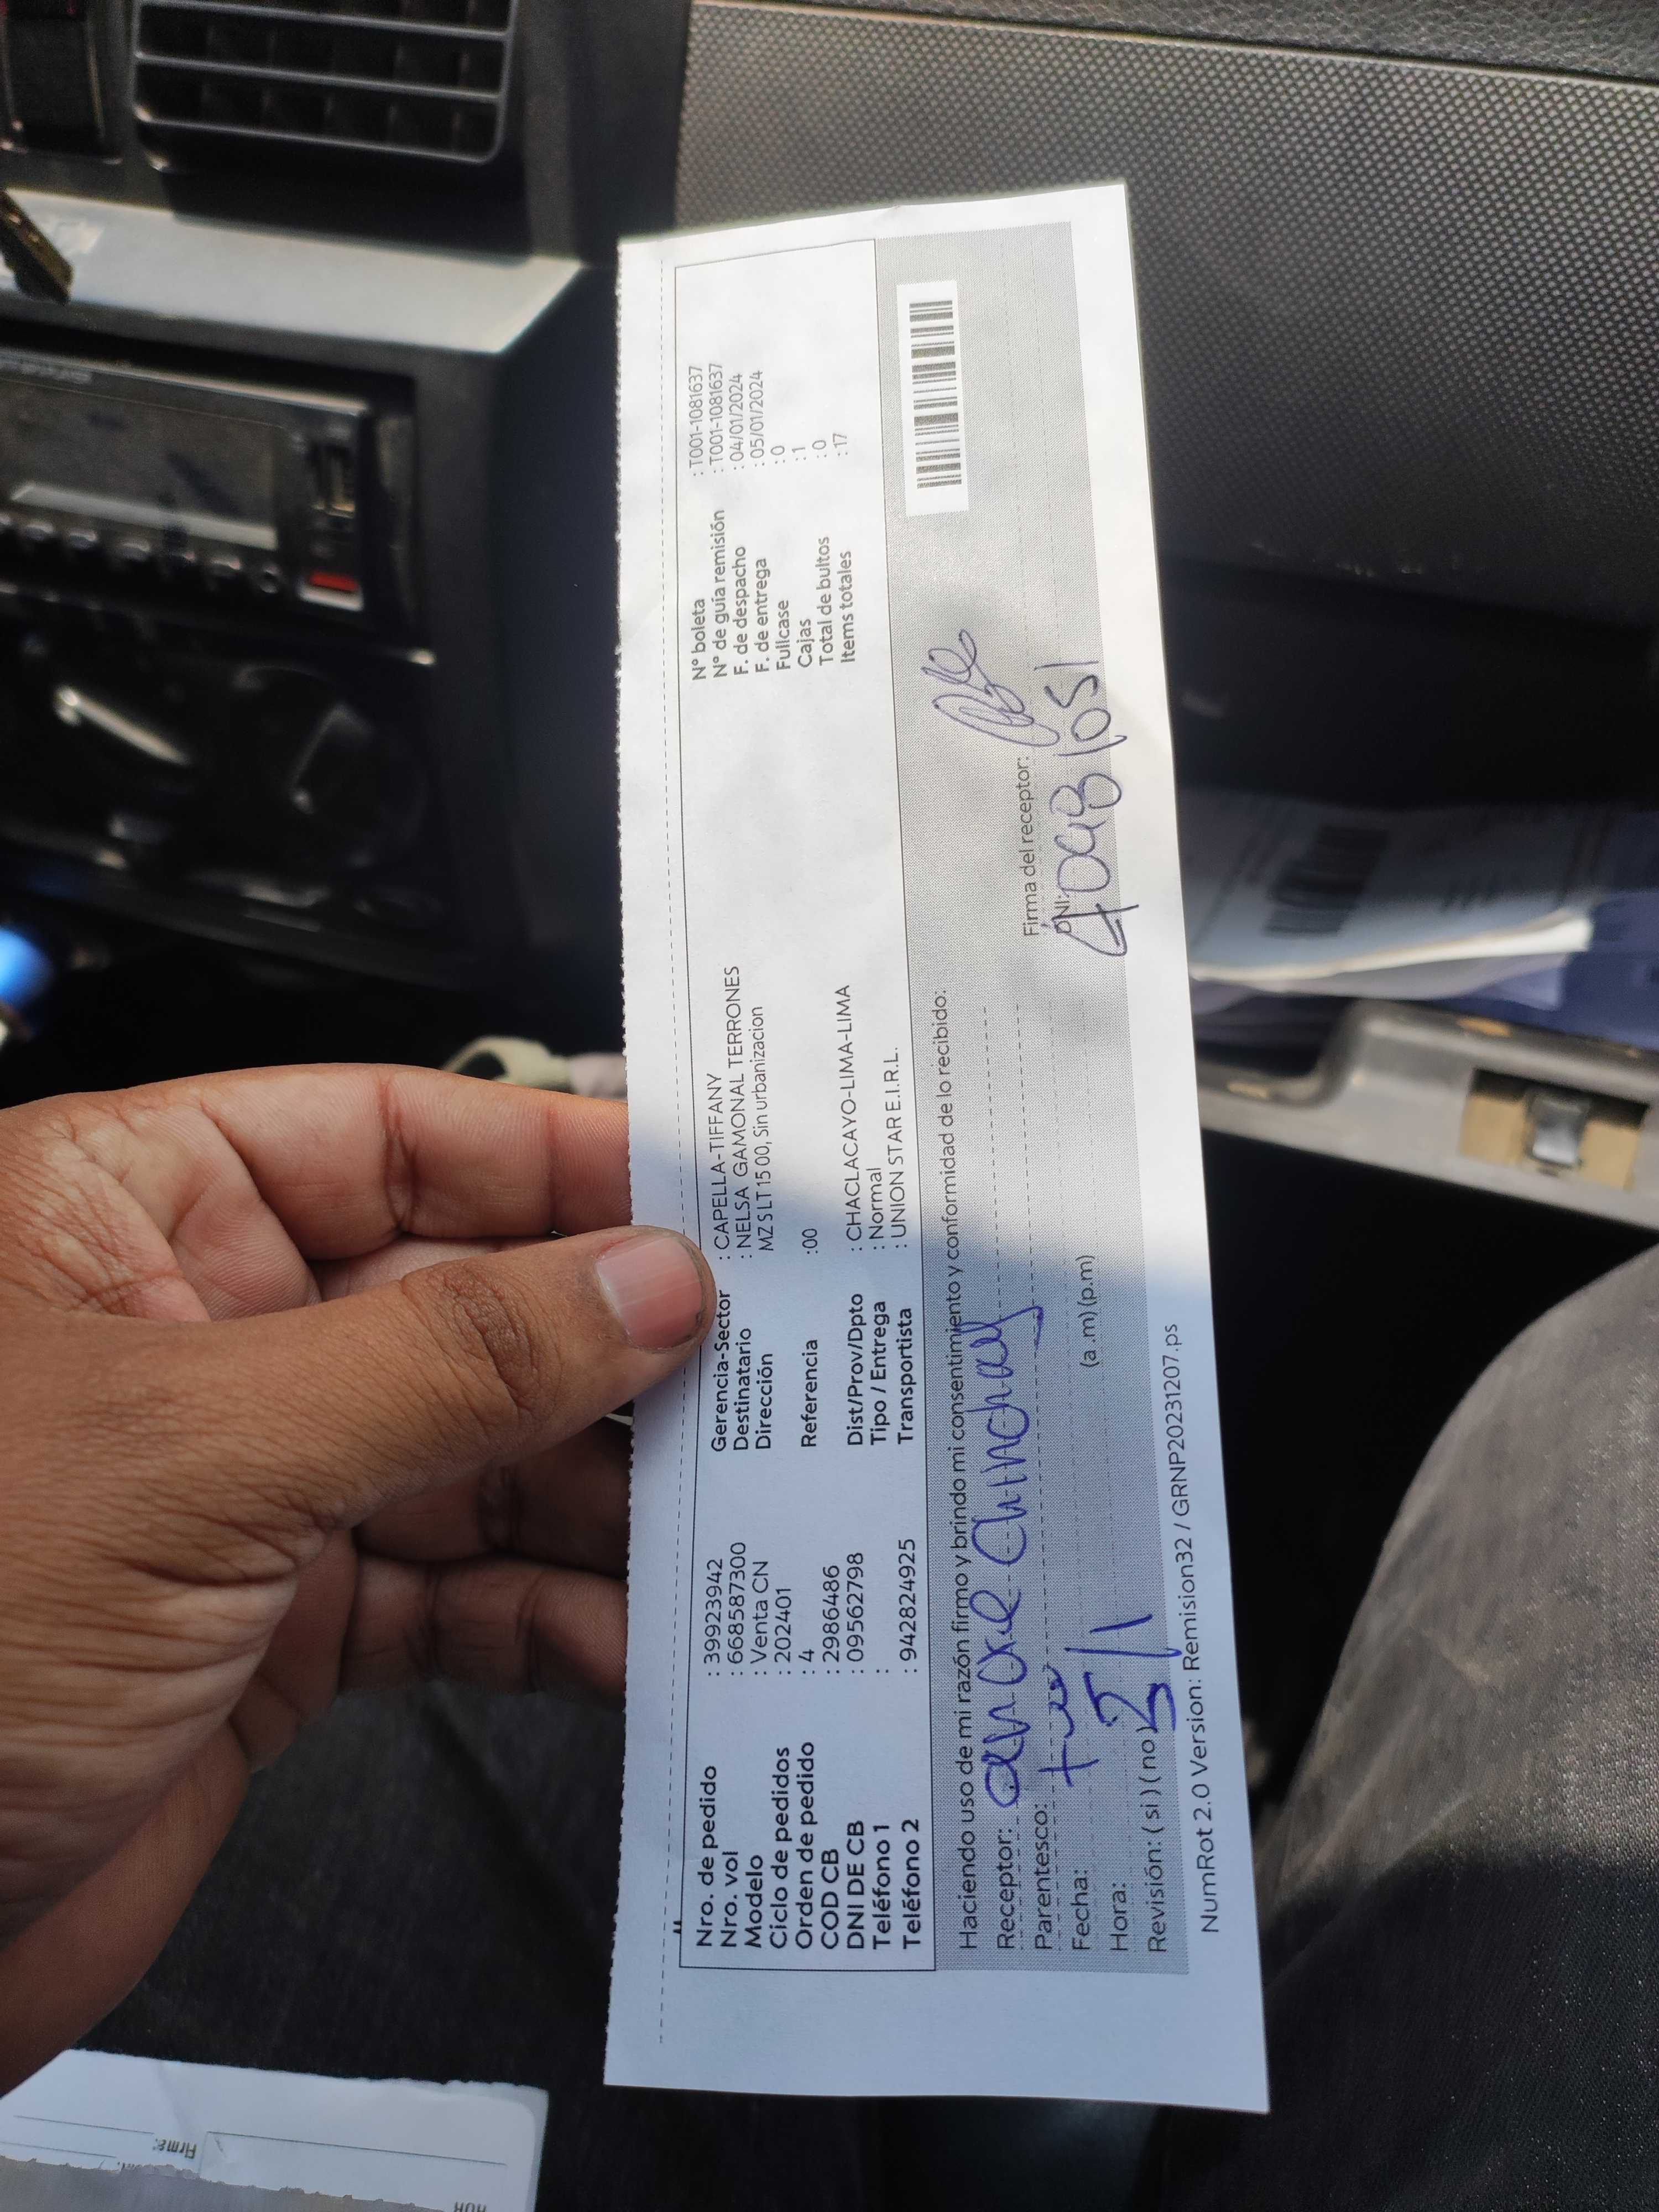 Nro. de pedido : 39923942
Nro. vol : 668587300
Modelo : Venta CN
Ciclo de pedidos : 202401
Orden de pedido : 4
COD CB : 2986486
DNI DE CB : 09562798
Teléfono 1 :
Teléfono 2 : 942824925
Gerencia-Sector : CAPELLA-TIFFANY
Destinatario : NELSA GAMONAL TERRONES
Dirección MZ S LT 15 00, Sin urbanizacion
Referencia :00
Dist/Prov/Dpto : CHACLACAYO-LIMA-LIMA
Tipo / Entrega : Normal
Transportista : UNION STAR E.I.R.L.
N° boleta : T001-1081637
N° de guía remisión : T001-1081637
F. de despacho : 04/01/2024
F. de entrega : 05/01/2024
Fullcase :0
Cajas :1
Total de bultos :0
Items totales :17
Haciendo uso de mi razón firmo y brindo mi consentimiento y conformidad de lo recibido:
Receptor: Chinchay
Parentesco:
Fecha: 5/1
Hora: (a .m) (p.m)
Revisión: ( si ) ( no )
Firma del receptor:
DNI:
NumRot 2.0 Version: Remision32 / GRNP20231207.ps
Firma: